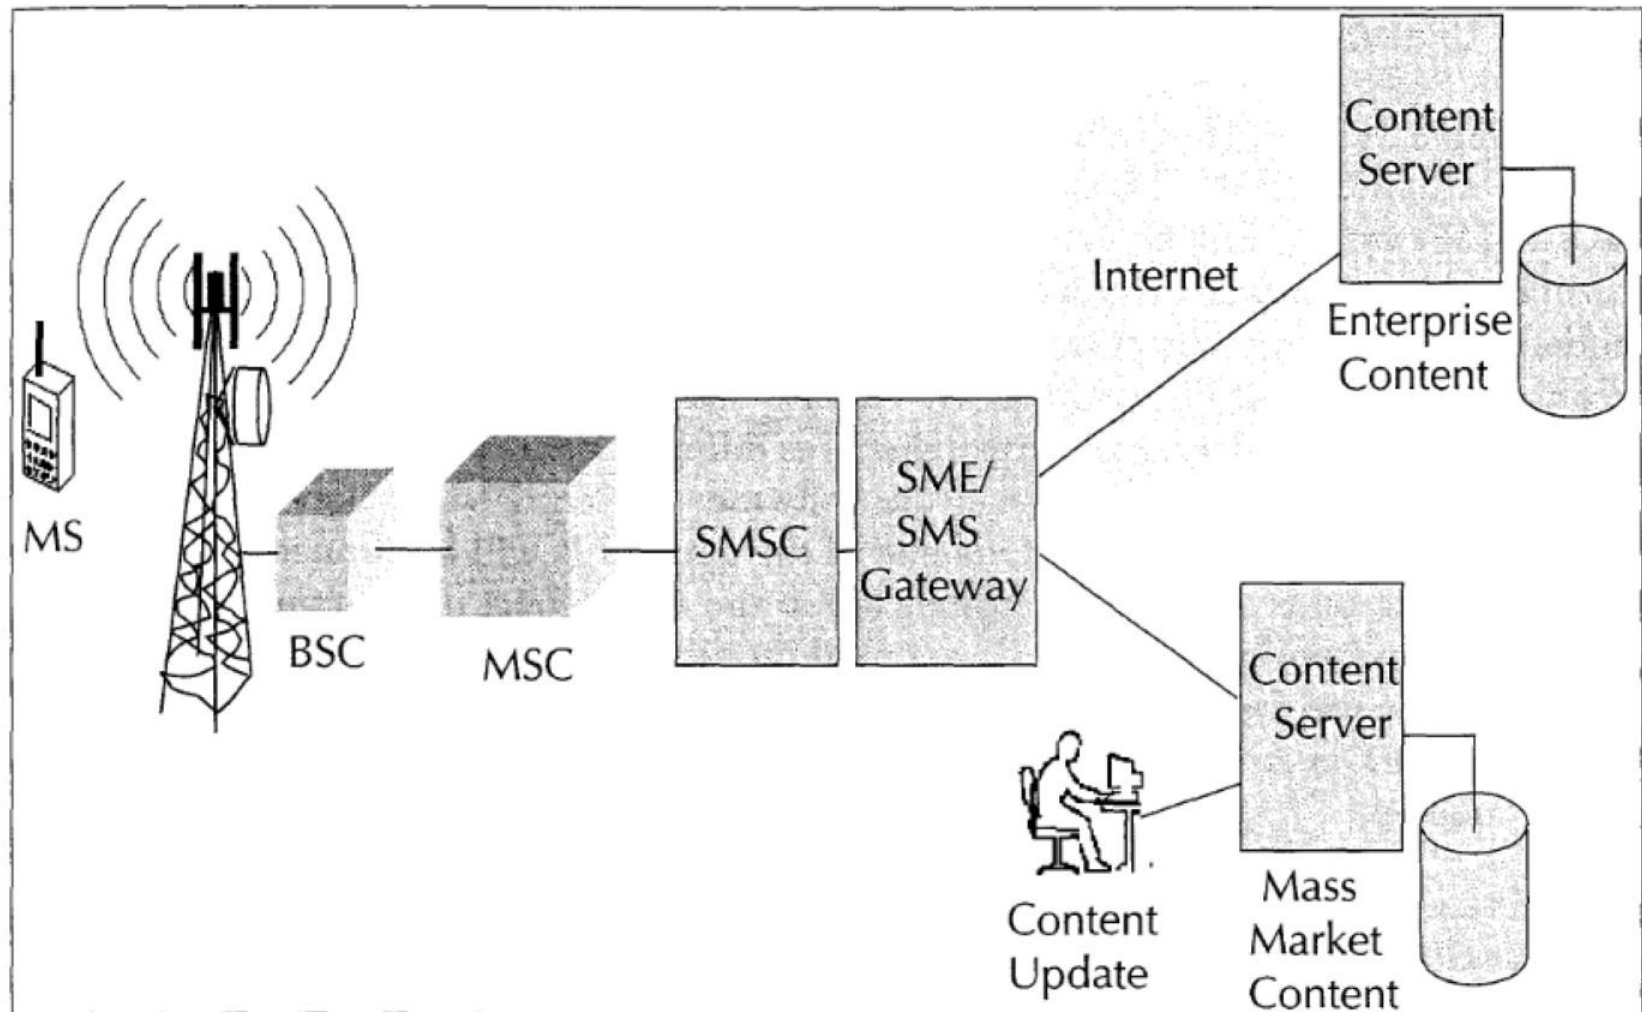 Content
Server
Internet
Enterprise
Content
MS
SME/
SMS
Gateway
SMSC
BSC
MSC
Content
Server
Content
Update
Mass
Market
Content